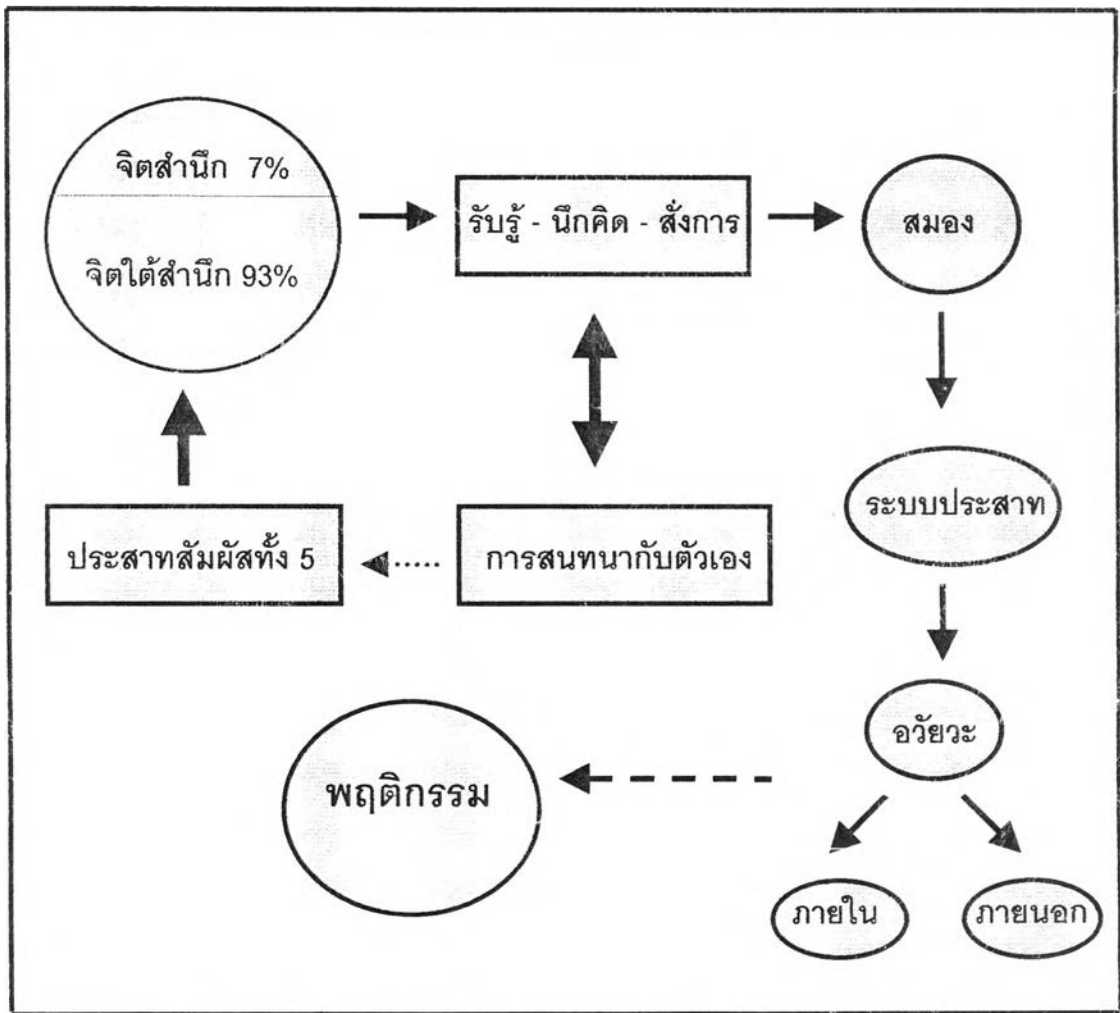 จิตสำนึก 7%
จิตใต้สำนึก 93%
รับรู้ - นึกคิด - สั่งการ
สมอง
ระบบประสาท
ประสาทสัมผัสทั้ง 5
การสนทนากับตัวเอง
อวัยวะ
พฤติกรรม
ภายใน
ภายนอก